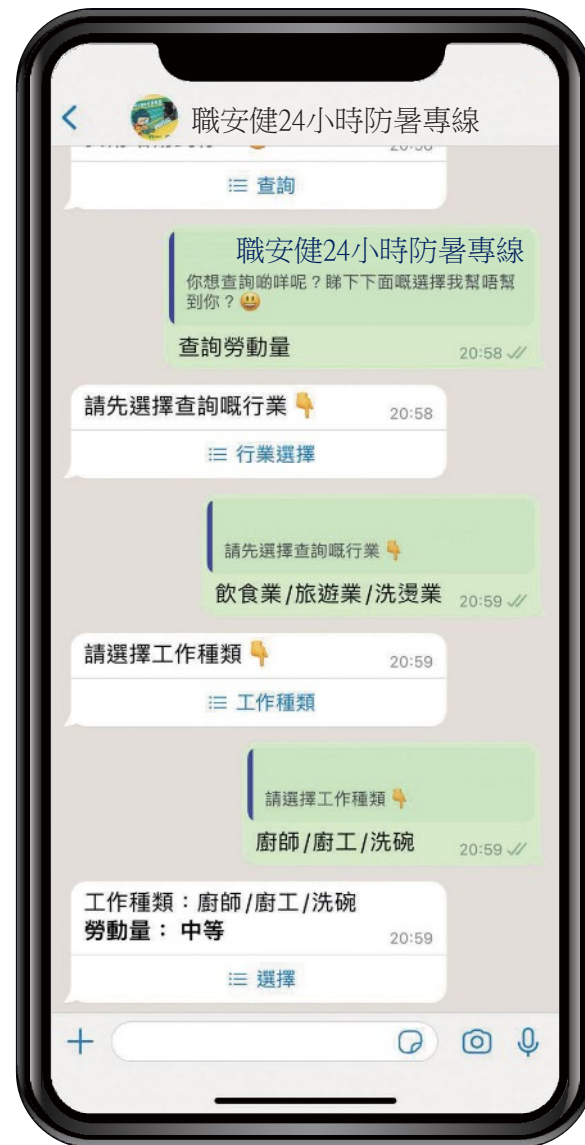 職安健24小時防暑專線
查詢
職安健24小時防暑專線
你想查詢啲咩呢？睇下下面嘅選擇我幫唔幫
到你？😃
查詢勞動量 20:58
請先選擇查詢嘅行業👇 20:58
行業選擇
請先選擇查詢嘅行業👇
飲食業/旅遊業/洗燙業 20:59
請選擇工作種類👇 20:59
工作種類
請選擇工作種類👇
廚師/廚工/洗碗 20:59
工作種類：廚師/廚工/洗碗
勞動量： 中等 20:59
選擇